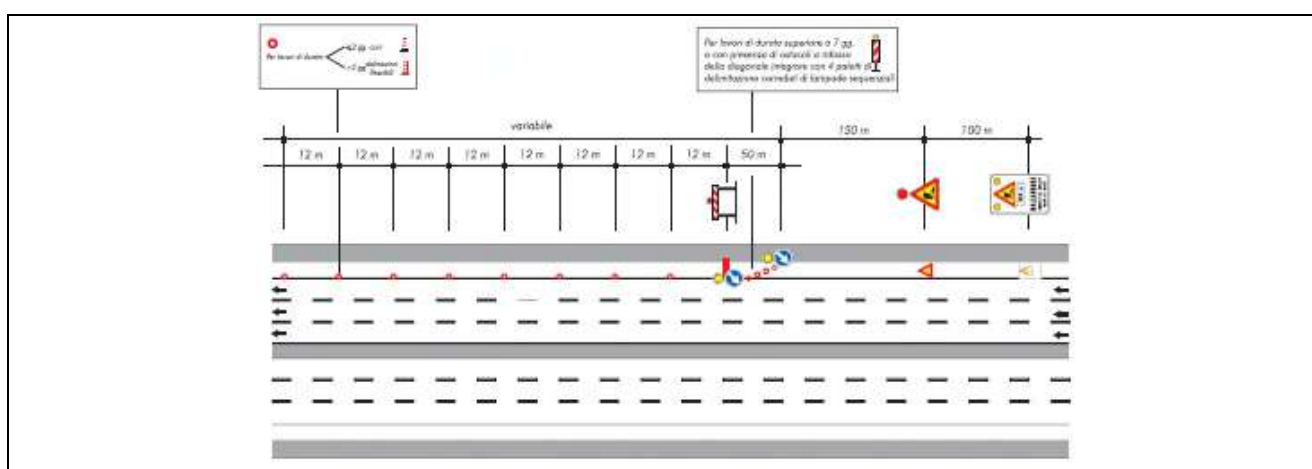 Per lavori di durata
≤2 gg. coni
>2 gg. delineatori
flessibili
Per lavori di durata superiore a 7 gg.
o con presenza di ostacoli a ridosso
della diagonale integrare con 4 paletti di
delimitazione corredati di lampade sequenziali
variabile
150 m
100 m
12 m
12 m
12 m
12 m
12 m
12 m
12 m
12 m
50 m